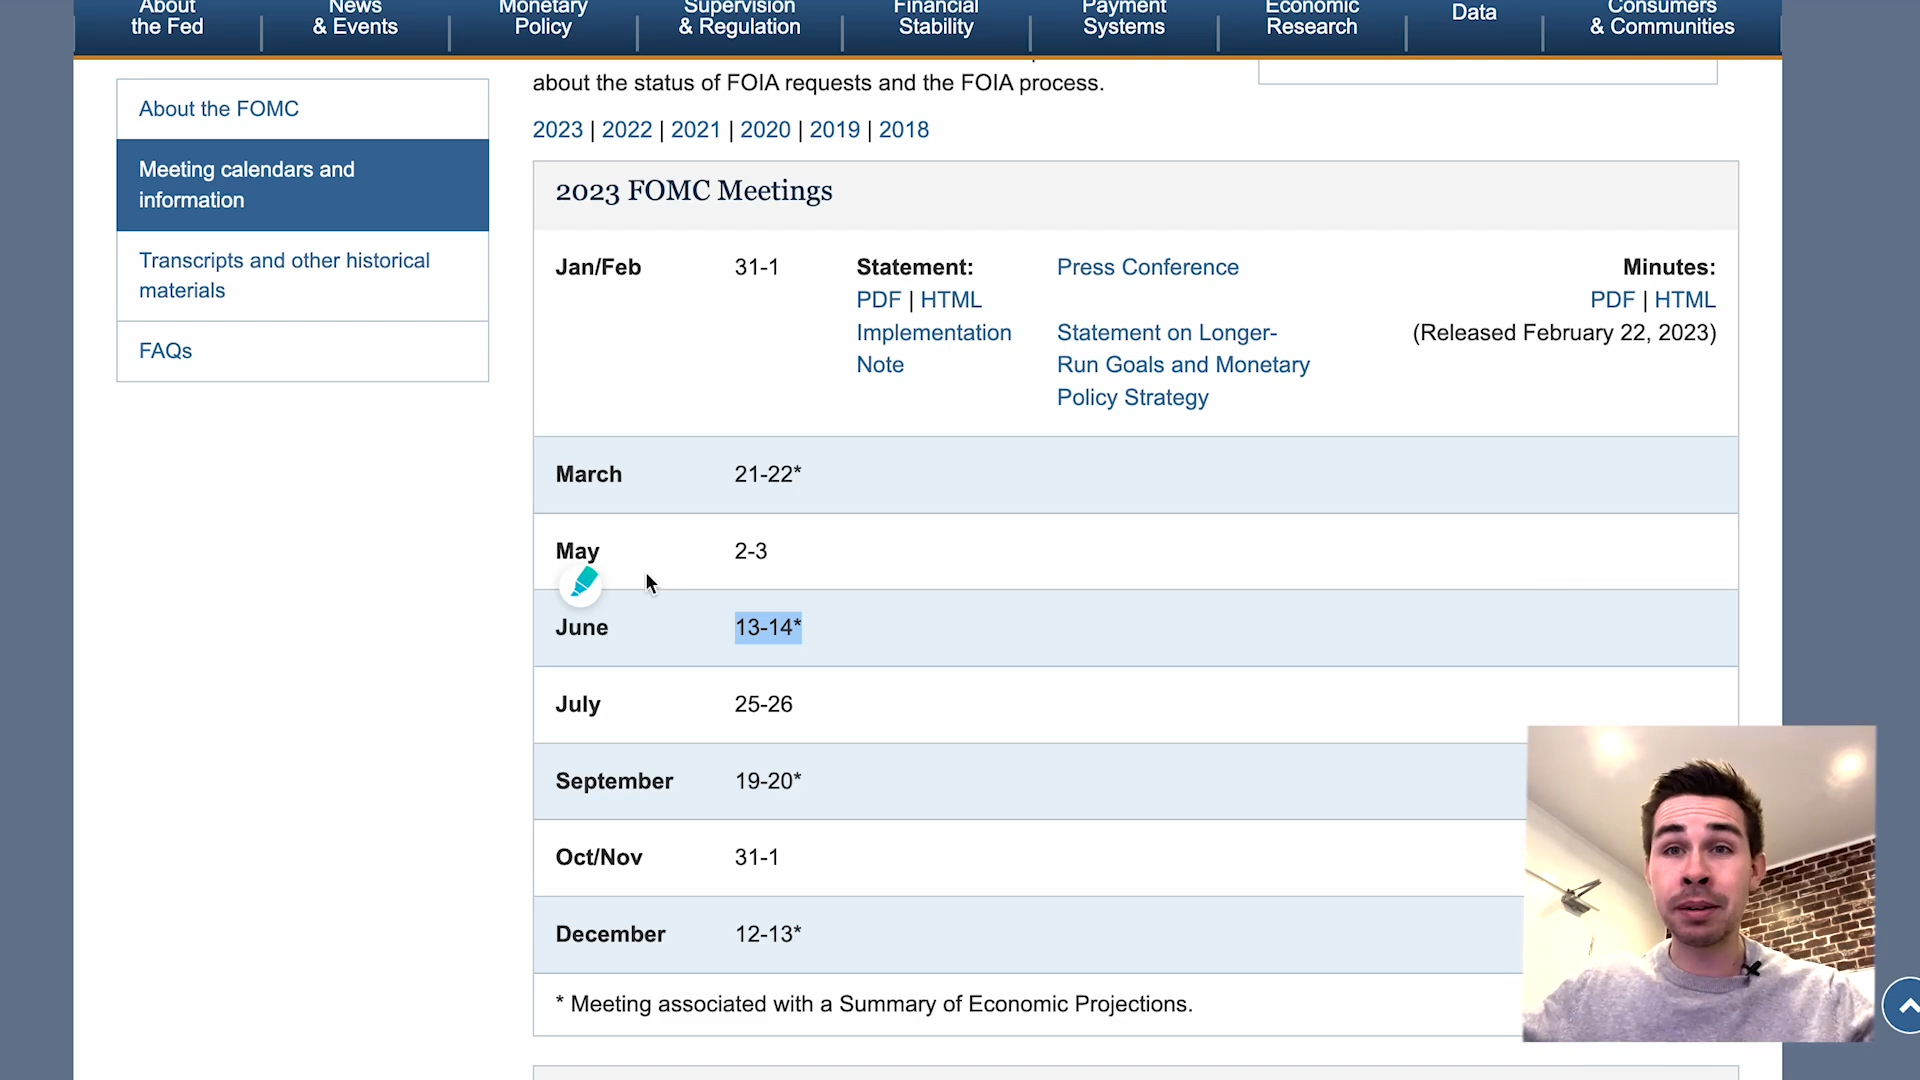 About
the Fed
News
& Events
Monetary
Policy
Supervision
& Regulation
Financial
Stability
Payment
Systems
Economic
Research
Data
Consumers
& Communities
About the FOMC
Meeting calendars and
information
Transcripts and other historical
materials
FAQs
about the status of FOIA requests and the FOIA process.
2023 | 2022 | 2021 | 2020 | 2019 | 2018
2023 FOMC Meetings
Jan/Feb
31-1
Statement:
PDF | HTML
Implementation
Note
Press Conference
Statement on Longer-
Run Goals and Monetary
Policy Strategy
Minutes:
PDF | HTML
(Released February 22, 2023)
March 21-22*
May 2-3
June 13-14*
July 25-26
September 19-20*
Oct/Nov 31-1
December 12-13*
* Meeting associated with a Summary of Economic Projections.